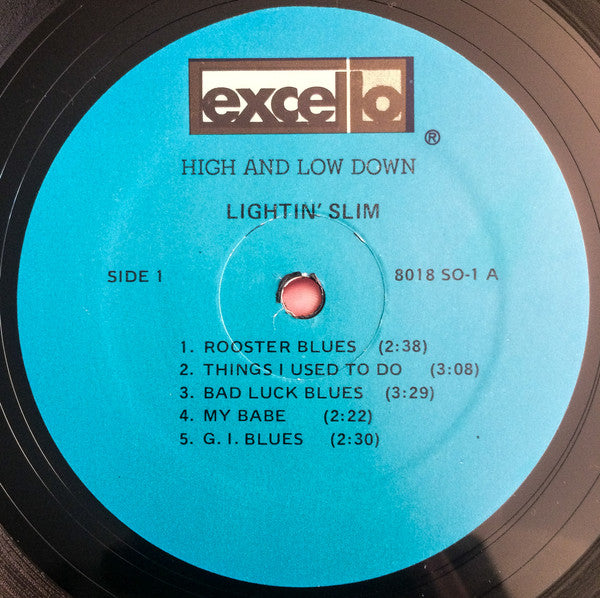 excello
®
HIGH AND LOW DOWN
LIGHTIN' SLIM
SIDE 1 8018 SO-1 A
1. ROOSTER BLUES (2:38)
2. THINGS I USED TO DO (3:08)
3. BAD LUCK BLUES (3:29)
4. MY BABE (2:22)
5. G. I. BLUES (2:30)